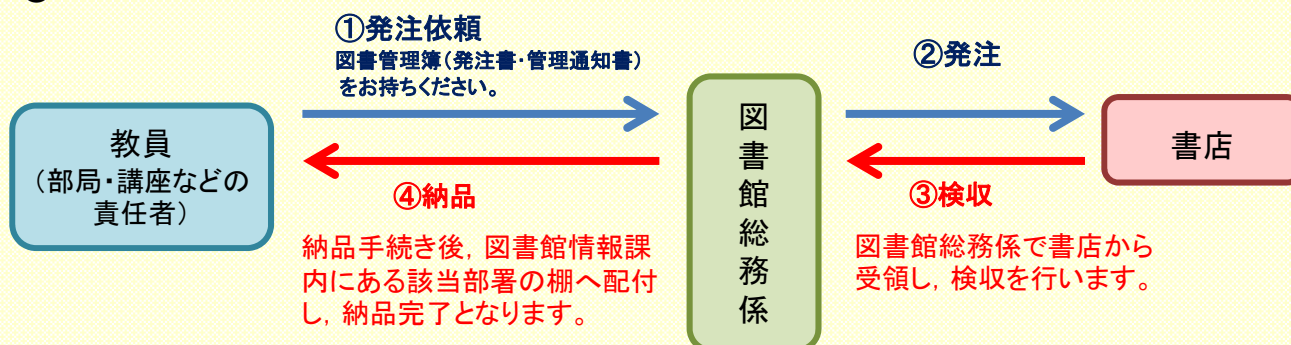 ①発注依頼
図書管理簿(発注書・管理通知書)
をお持ちください。
②発注
教員
(部局・講座などの
責任者)
図書館総務係
書店
④納品
納品手続き後，図書館情報課
内にある該当部署の棚へ配付
し，納品完了となります。
③検収
図書館総務係で書店から
受領し，検収を行います。